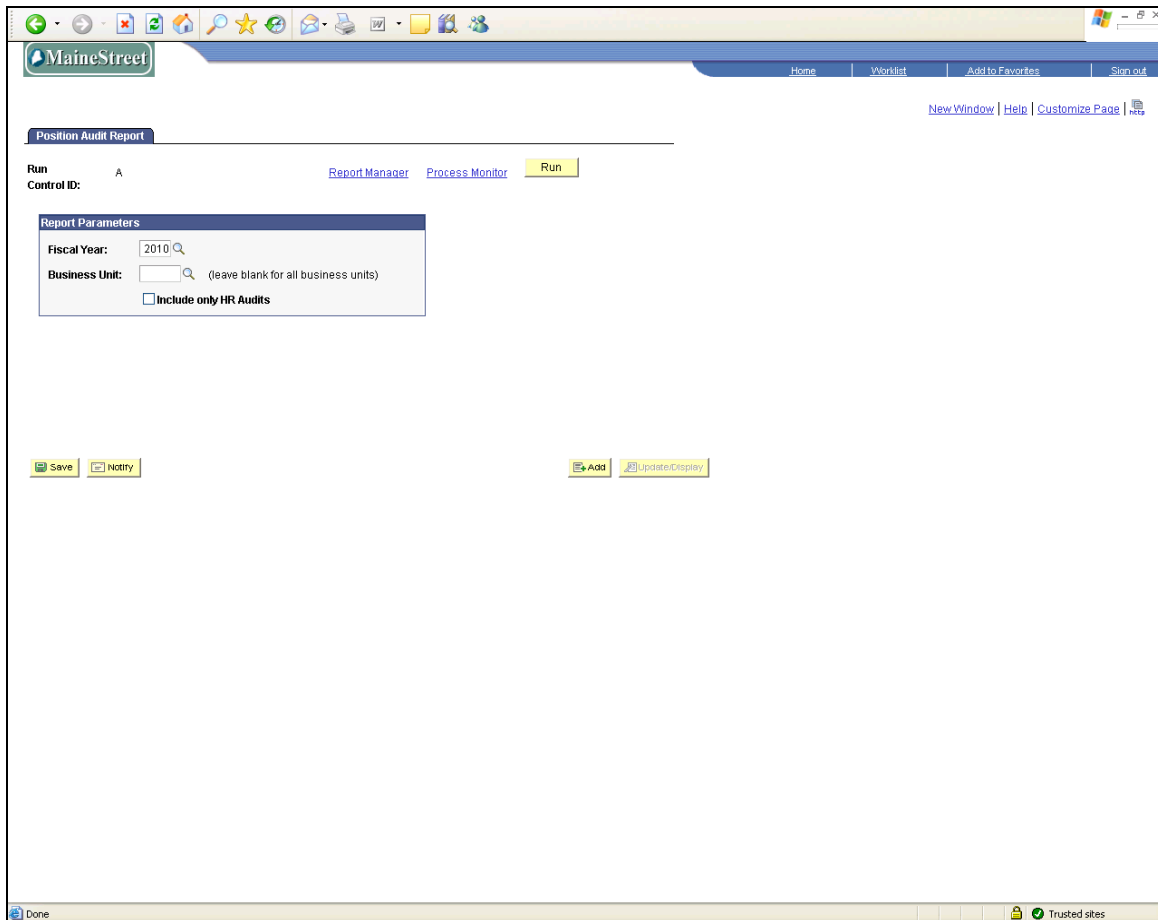 MaineStreet
Home Worklist Add to Favorites Sign out
New Window | Help | Customize Page | http
Position Audit Report
Run Control ID: A Report Manager Process Monitor Run
Report Parameters
Fiscal Year: 2010
Business Unit: (leave blank for all business units)
Include only HR Audits
Save Notify Add Update/Display
Done Trusted sites